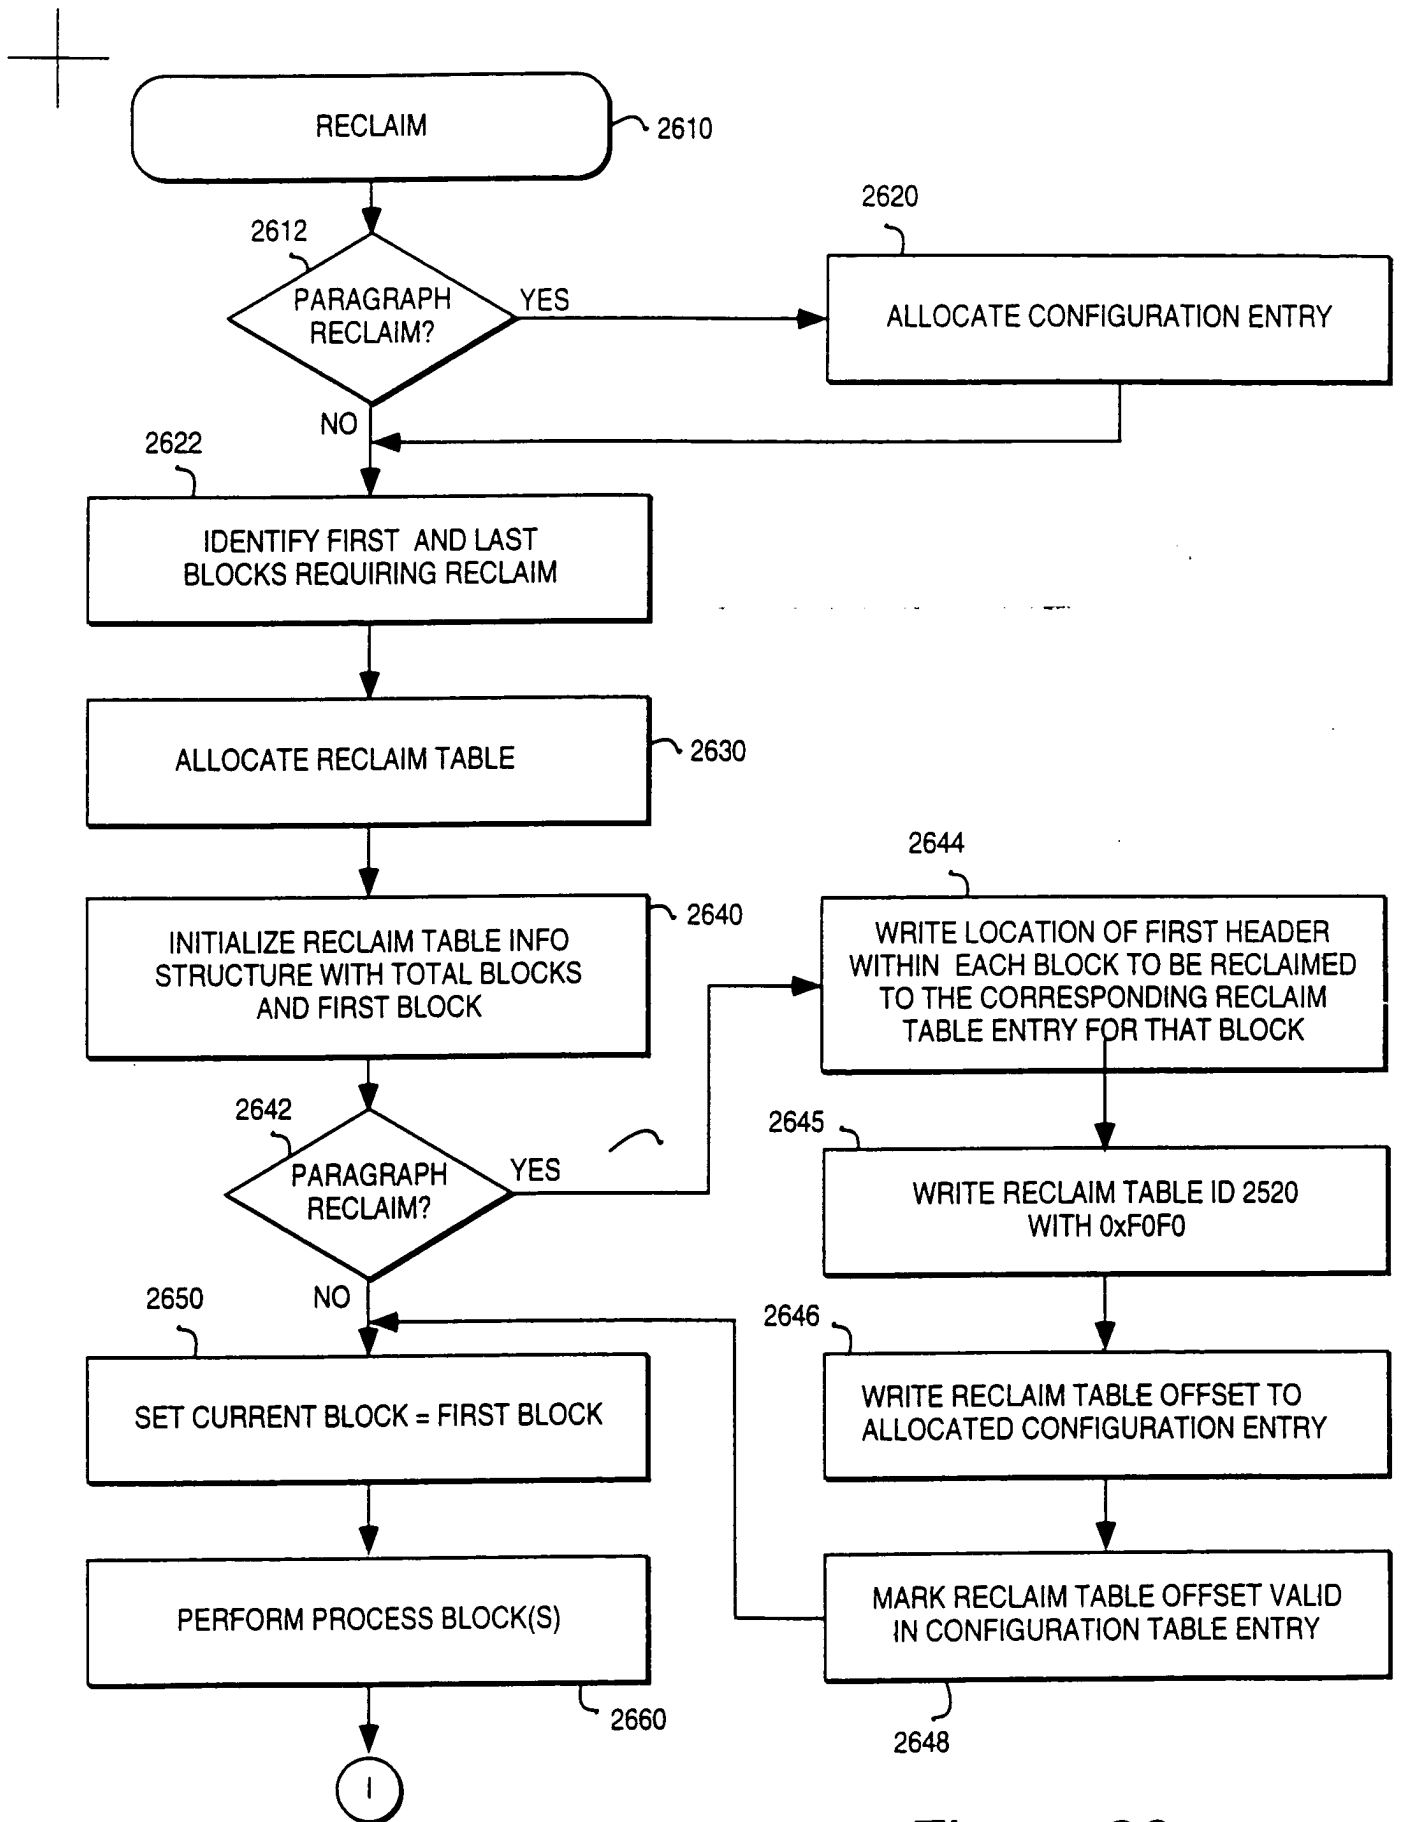 RECLAIM
2610
2612
PARAGRAPH
RECLAIM?
YES
2620
ALLOCATE CONFIGURATION ENTRY
NO
2622
IDENTIFY FIRST AND LAST
BLOCKS REQUIRING RECLAIM
ALLOCATE RECLAIM TABLE
2630
2640
INITIALIZE RECLAIM TABLE INFO
STRUCTURE WITH TOTAL BLOCKS
AND FIRST BLOCK
2642
PARAGRAPH
RECLAIM?
YES
2644
WRITE LOCATION OF FIRST HEADER
WITHIN EACH BLOCK TO BE RECLAIMED
TO THE CORRESPONDING RECLAIM
TABLE ENTRY FOR THAT BLOCK
2645
WRITE RECLAIM TABLE ID 2520
WITH 0xF0F0
2646
WRITE RECLAIM TABLE OFFSET TO
ALLOCATED CONFIGURATION ENTRY
MARK RECLAIM TABLE OFFSET VALID
IN CONFIGURATION TABLE ENTRY
2648
NO
2650
SET CURRENT BLOCK = FIRST BLOCK
PERFORM PROCESS BLOCK(S)
2660
I